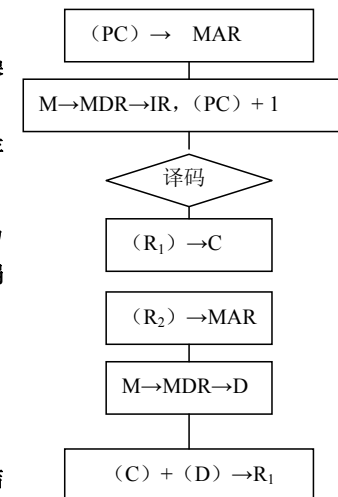 （PC）→ MAR
M→MDR→IR，（PC）+ 1
译码
（R₁）→C
（R₂）→MAR
M→MDR→D
（C）+（D）→R₁